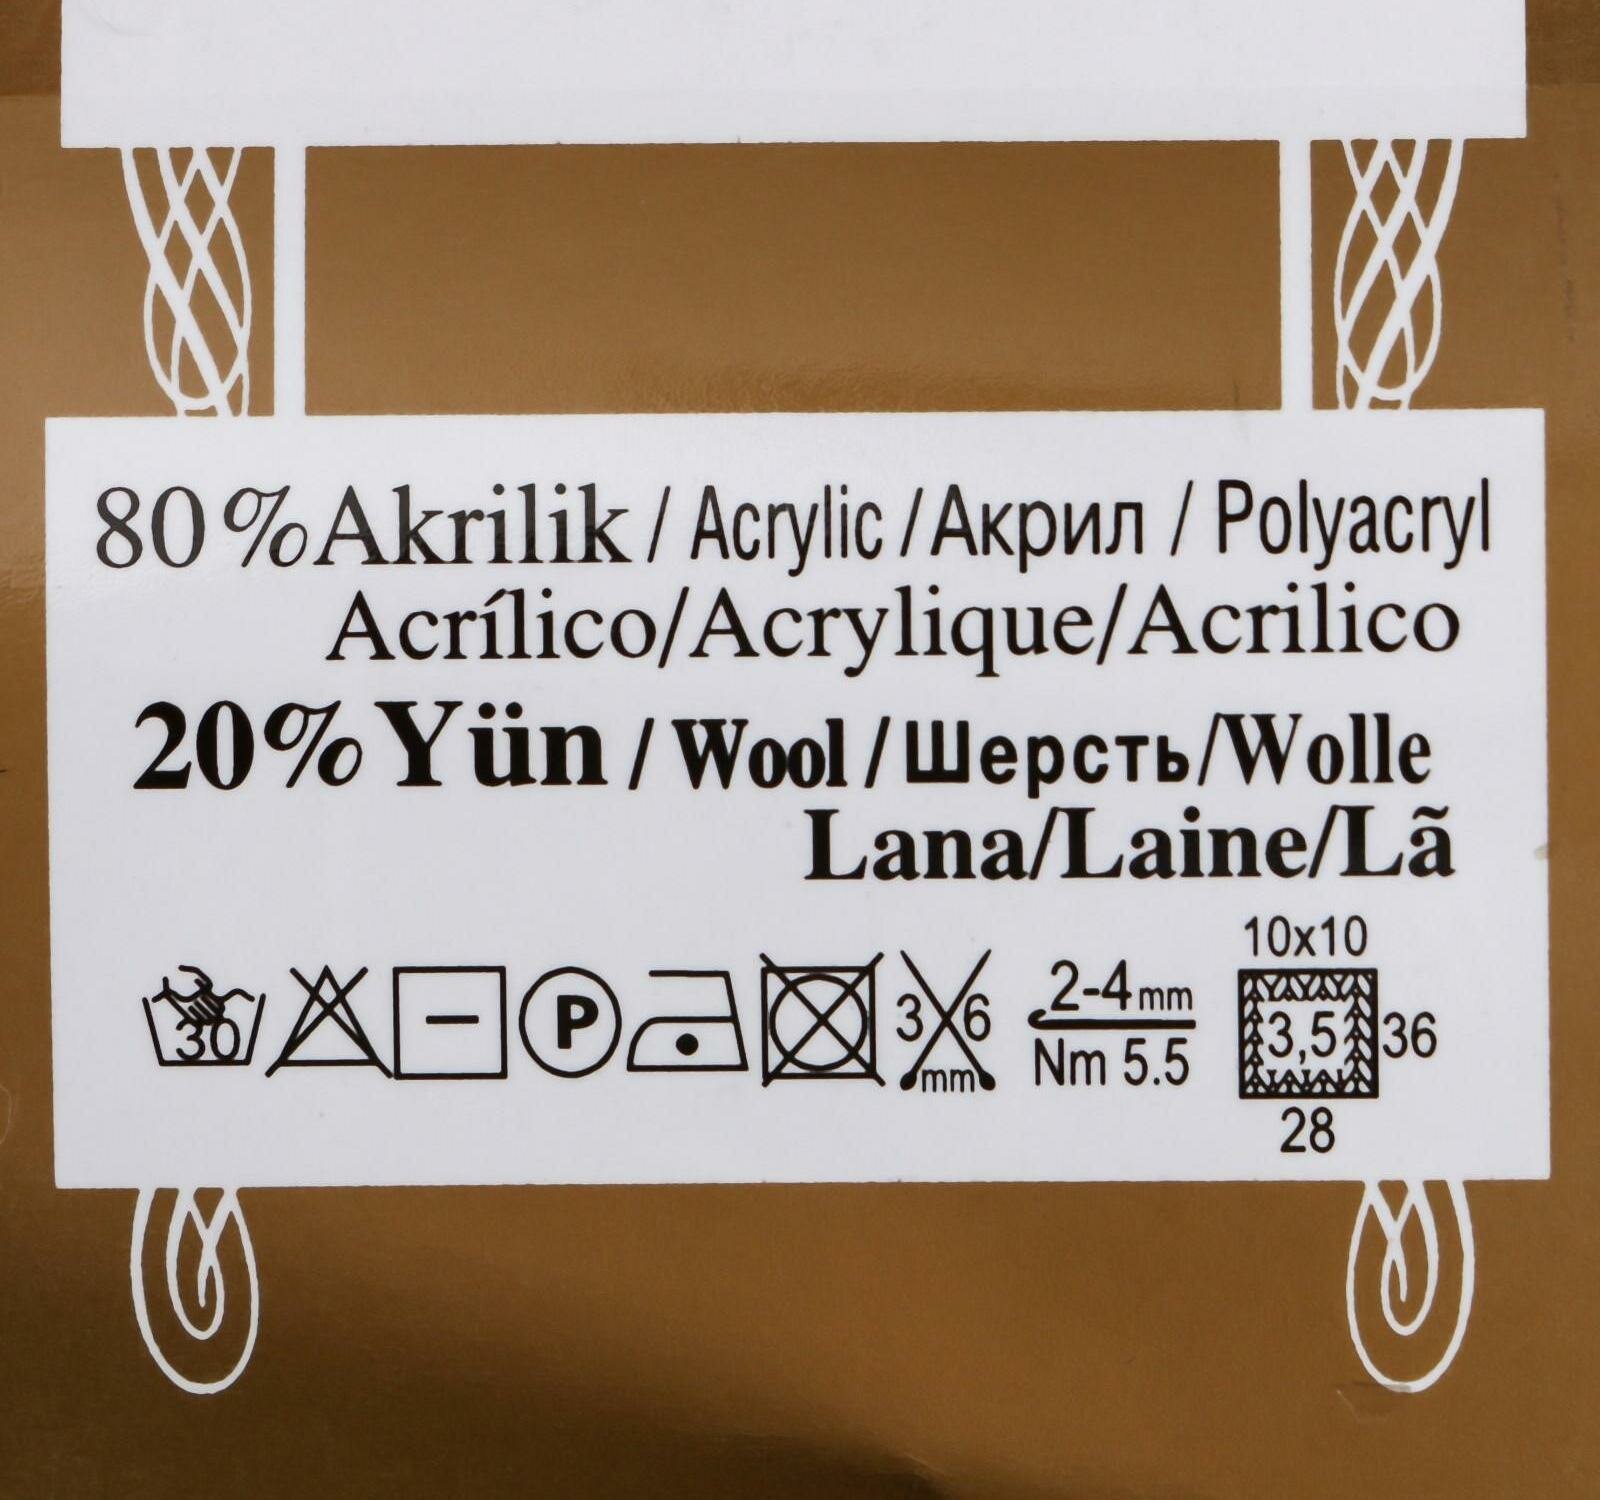 80%Akrilik / Acrylic / Акрил / Polyacryl
Acrílico/Acrylique/Acrilico
20% Yün / Wool / Шерсть/Wolle
Lana/Laine/Lã
10x10
30 P 3 6 mm 2-4 mm 3,5 36
Nm 5.5
28